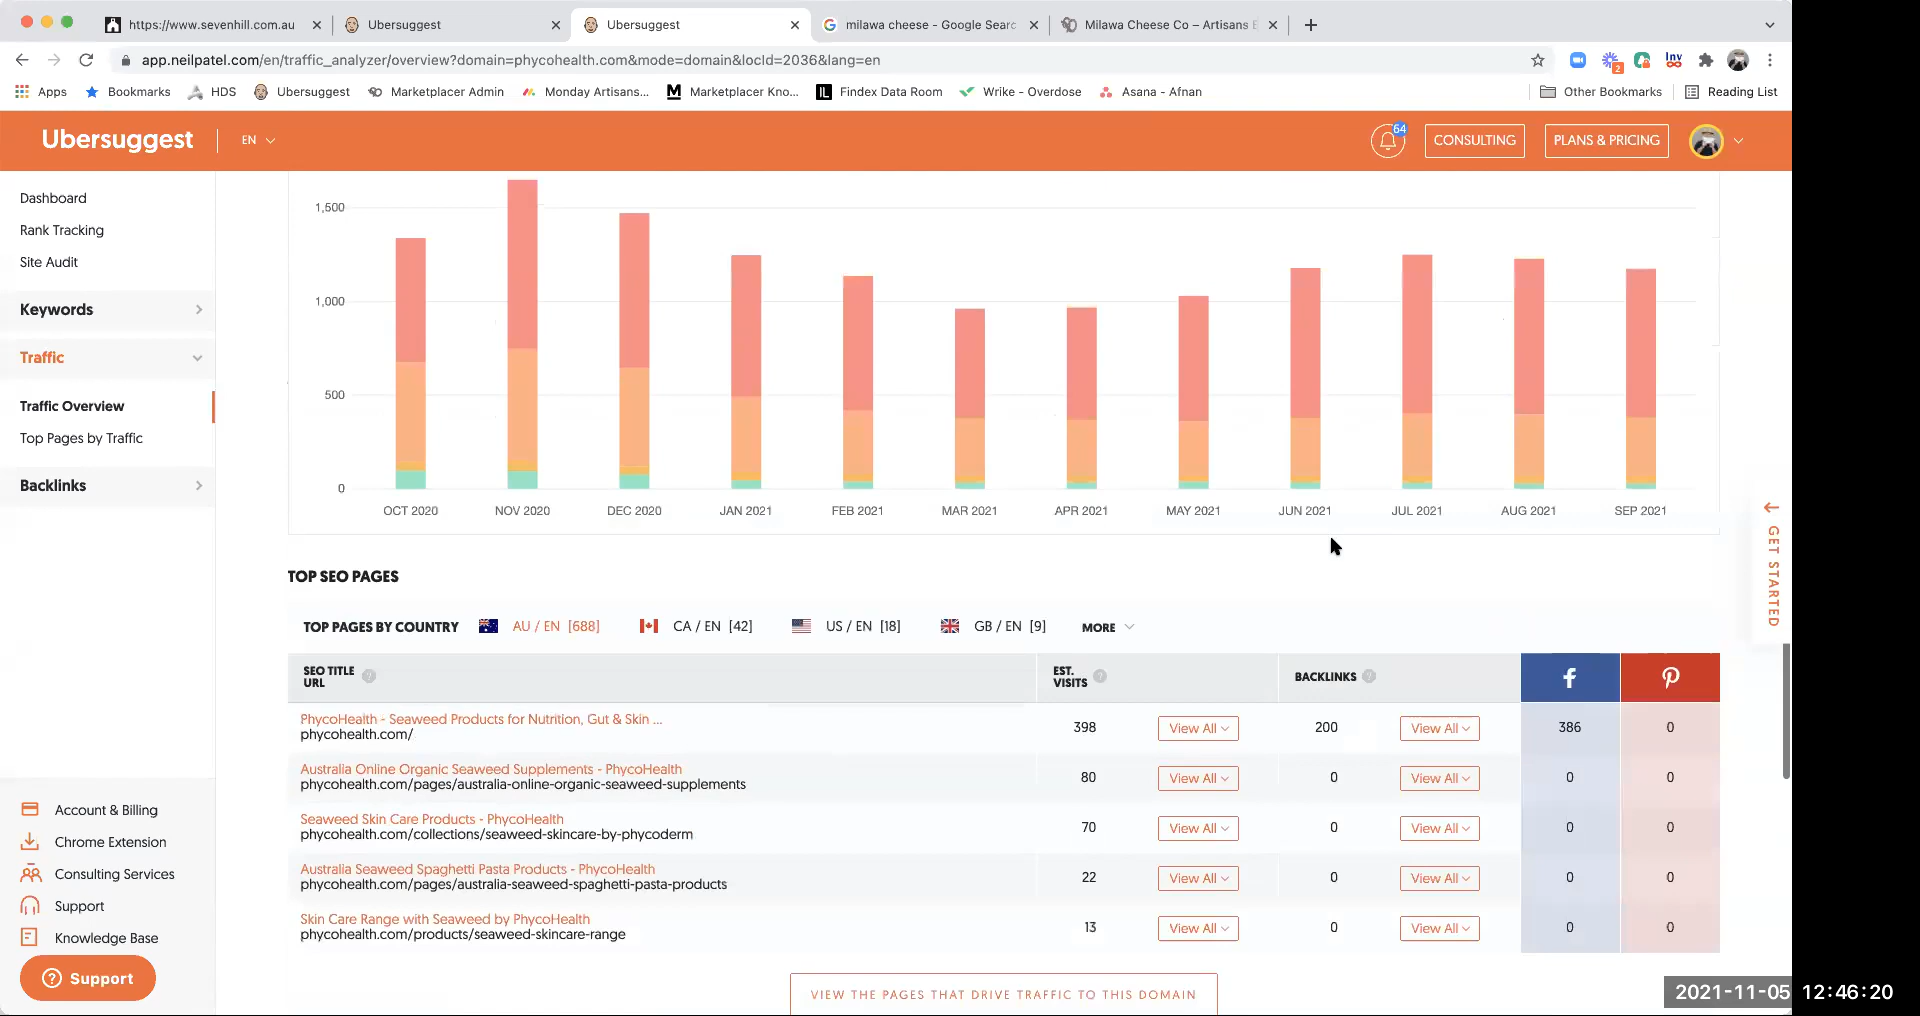 https://www.sevenhill.com.au
Ubersuggest
Ubersuggest
milawa cheese - Google Searc
Milawa Cheese Co – Artisans E
app.neilpatel.com/en/traffic_analyzer/overview?domain=phycohealth.com&mode=domain&locId=2036&lang=en
2
Inv
Apps
Bookmarks
HDS
Ubersuggest
Marketplacer Admin
Monday Artisans...
Marketplacer Kno...
Findex Data Room
Wrike - Overdose
Asana - Afnan
Other Bookmarks
Reading List
Ubersuggest
EN
64
CONSULTING
PLANS & PRICING
Dashboard
Rank Tracking
Site Audit
Keywords
Traffic
Traffic Overview
Top Pages by Traffic
Backlinks
1,500
1,000
500
0
OCT 2020
NOV 2020
DEC 2020
JAN 2021
FEB 2021
MAR 2021
APR 2021
MAY 2021
JUN 2021
JUL 2021
AUG 2021
SEP 2021
GET STARTED
TOP SEO PAGES
TOP PAGES BY COUNTRY
AU / EN [688]
CA / EN [42]
US / EN [18]
GB / EN [9]
MORE
SEO TITLE
URL
EST.
VISITS
BACKLINKS
PhycoHealth - Seaweed Products for Nutrition, Gut & Skin ...
phycohealth.com/
398
View All
200
View All
386
0
Australia Online Organic Seaweed Supplements - PhycoHealth
phycohealth.com/pages/australia-online-organic-seaweed-supplements
80
View All
0
View All
0
0
Seaweed Skin Care Products - PhycoHealth
phycohealth.com/collections/seaweed-skincare-by-phycoderm
70
View All
0
View All
0
0
Australia Seaweed Spaghetti Pasta Products - PhycoHealth
phycohealth.com/pages/australia-seaweed-spaghetti-pasta-products
22
View All
0
View All
0
0
Skin Care Range with Seaweed by PhycoHealth
phycohealth.com/products/seaweed-skincare-range
13
View All
0
View All
0
0
VIEW THE PAGES THAT DRIVE TRAFFIC TO THIS DOMAIN
Account & Billing
Chrome Extension
Consulting Services
Support
Knowledge Base
Support
2021-11-05 12:46:20